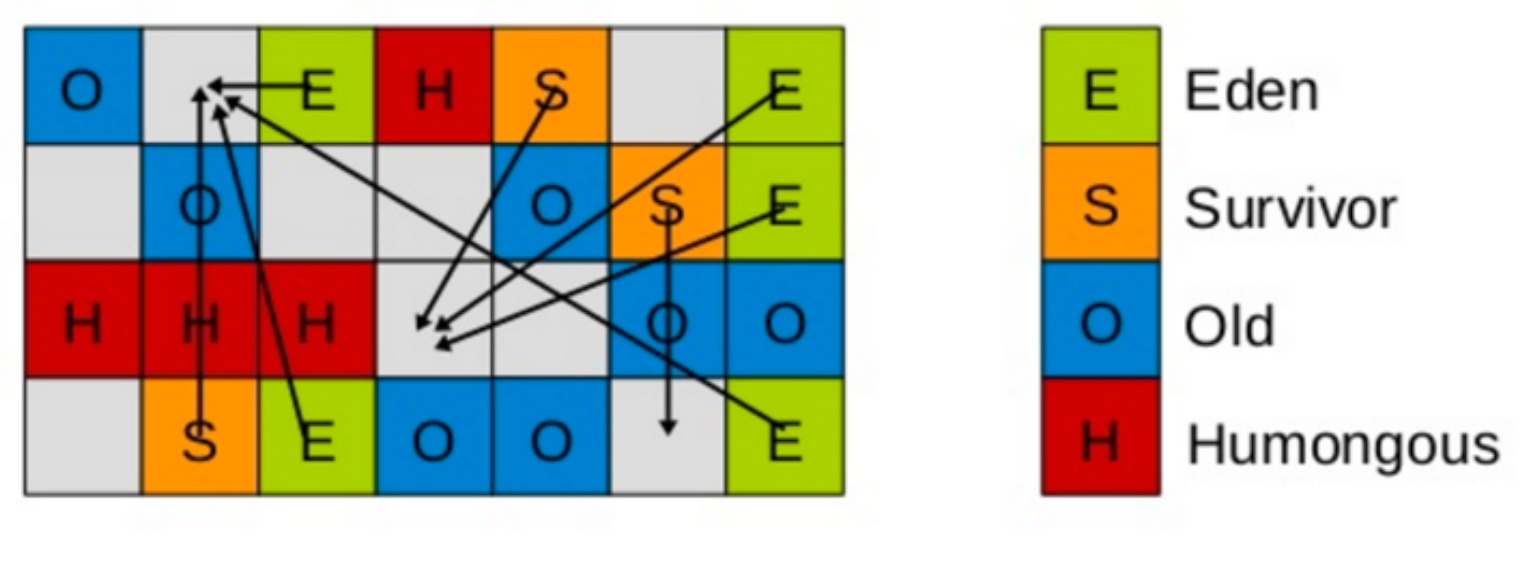 O E H S E E Eden
O O S E S Survivor
H H H O O O Old
S E O O E H Humongous